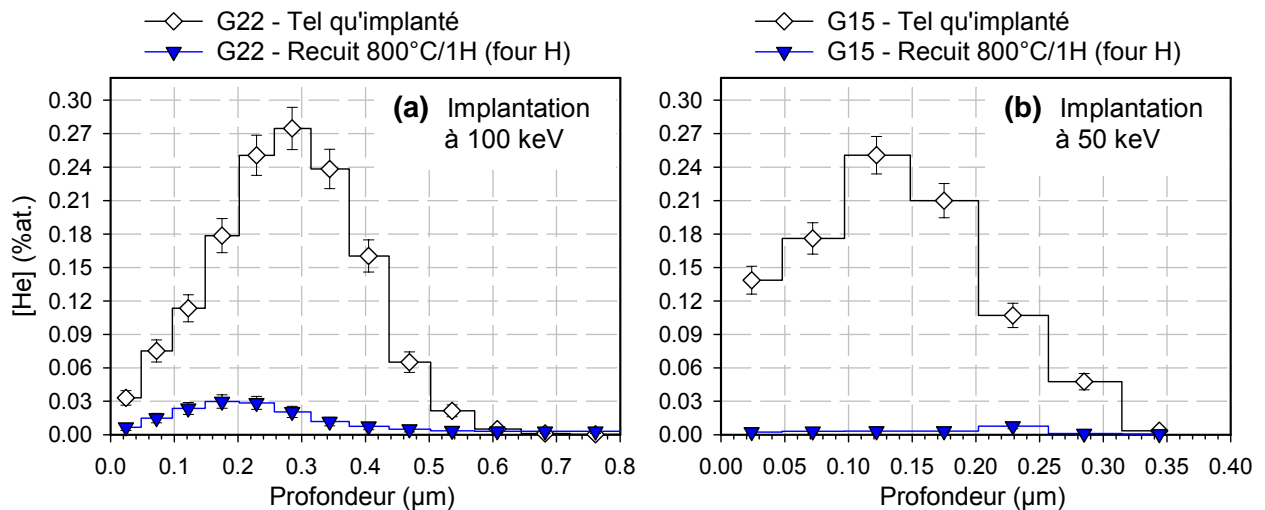 G22 - Tel qu'implanté
G22 - Recuit 800°C/1H (four H)
(a) Implantation
à 100 keV
[He] (%at.)
0.30
0.27
0.24
0.21
0.18
0.15
0.12
0.09
0.06
0.03
0.00
0.0 0.1 0.2 0.3 0.4 0.5 0.6 0.7 0.8
Profondeur (µm)
G15 - Tel qu'implanté
G15 - Recuit 800°C/1H (four H)
(b) Implantation
à 50 keV
0.30
0.27
0.24
0.21
0.18
0.15
0.12
0.09
0.06
0.03
0.00
0.00 0.05 0.10 0.15 0.20 0.25 0.30 0.35 0.40
Profondeur (µm)